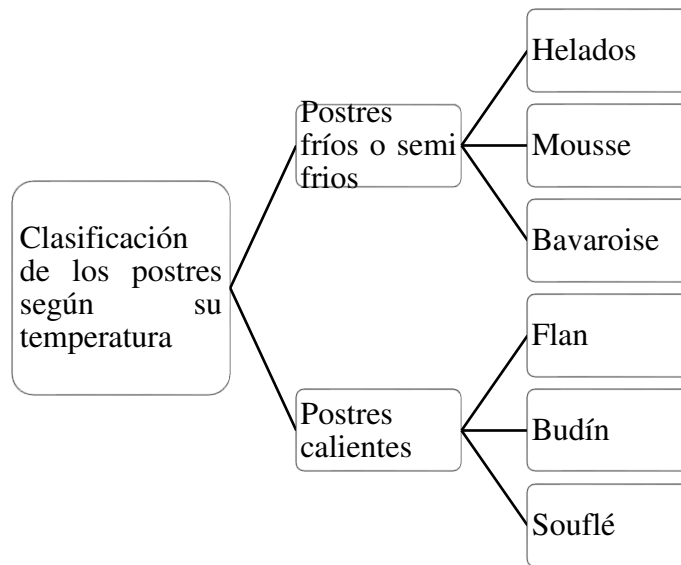 Clasificación
de los postres
según su
temperatura
Postres
fríos o semi
frios
Helados
Mousse
Bavaroise
Postres
calientes
Flan
Budín
Souflé